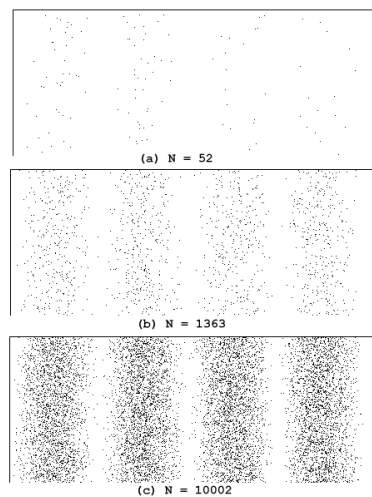 (a) N = 52
(b) N = 1363
(c) N = 10002